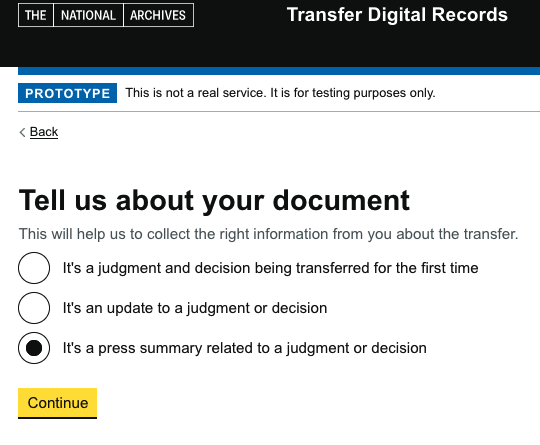 THE NATIONAL ARCHIVES
Transfer Digital Records
PROTOTYPE This is not a real service. It is for testing purposes only.
Back
Tell us about your document
This will help us to collect the right information from you about the transfer.
It's a judgment and decision being transferred for the first time
It's an update to a judgment or decision
It's a press summary related to a judgment or decision
Continue